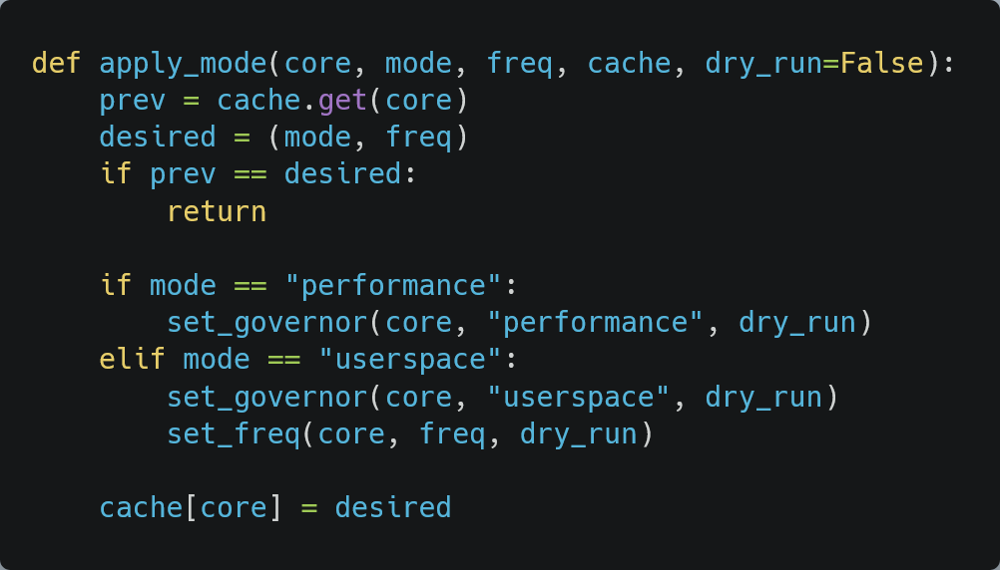 def apply_mode(core, mode, freq, cache, dry_run=False):
    prev = cache.get(core)
    desired = (mode, freq)
    if prev == desired:
        return

    if mode == "performance":
        set_governor(core, "performance", dry_run)
    elif mode == "userspace":
        set_governor(core, "userspace", dry_run)
        set_freq(core, freq, dry_run)

    cache[core] = desired